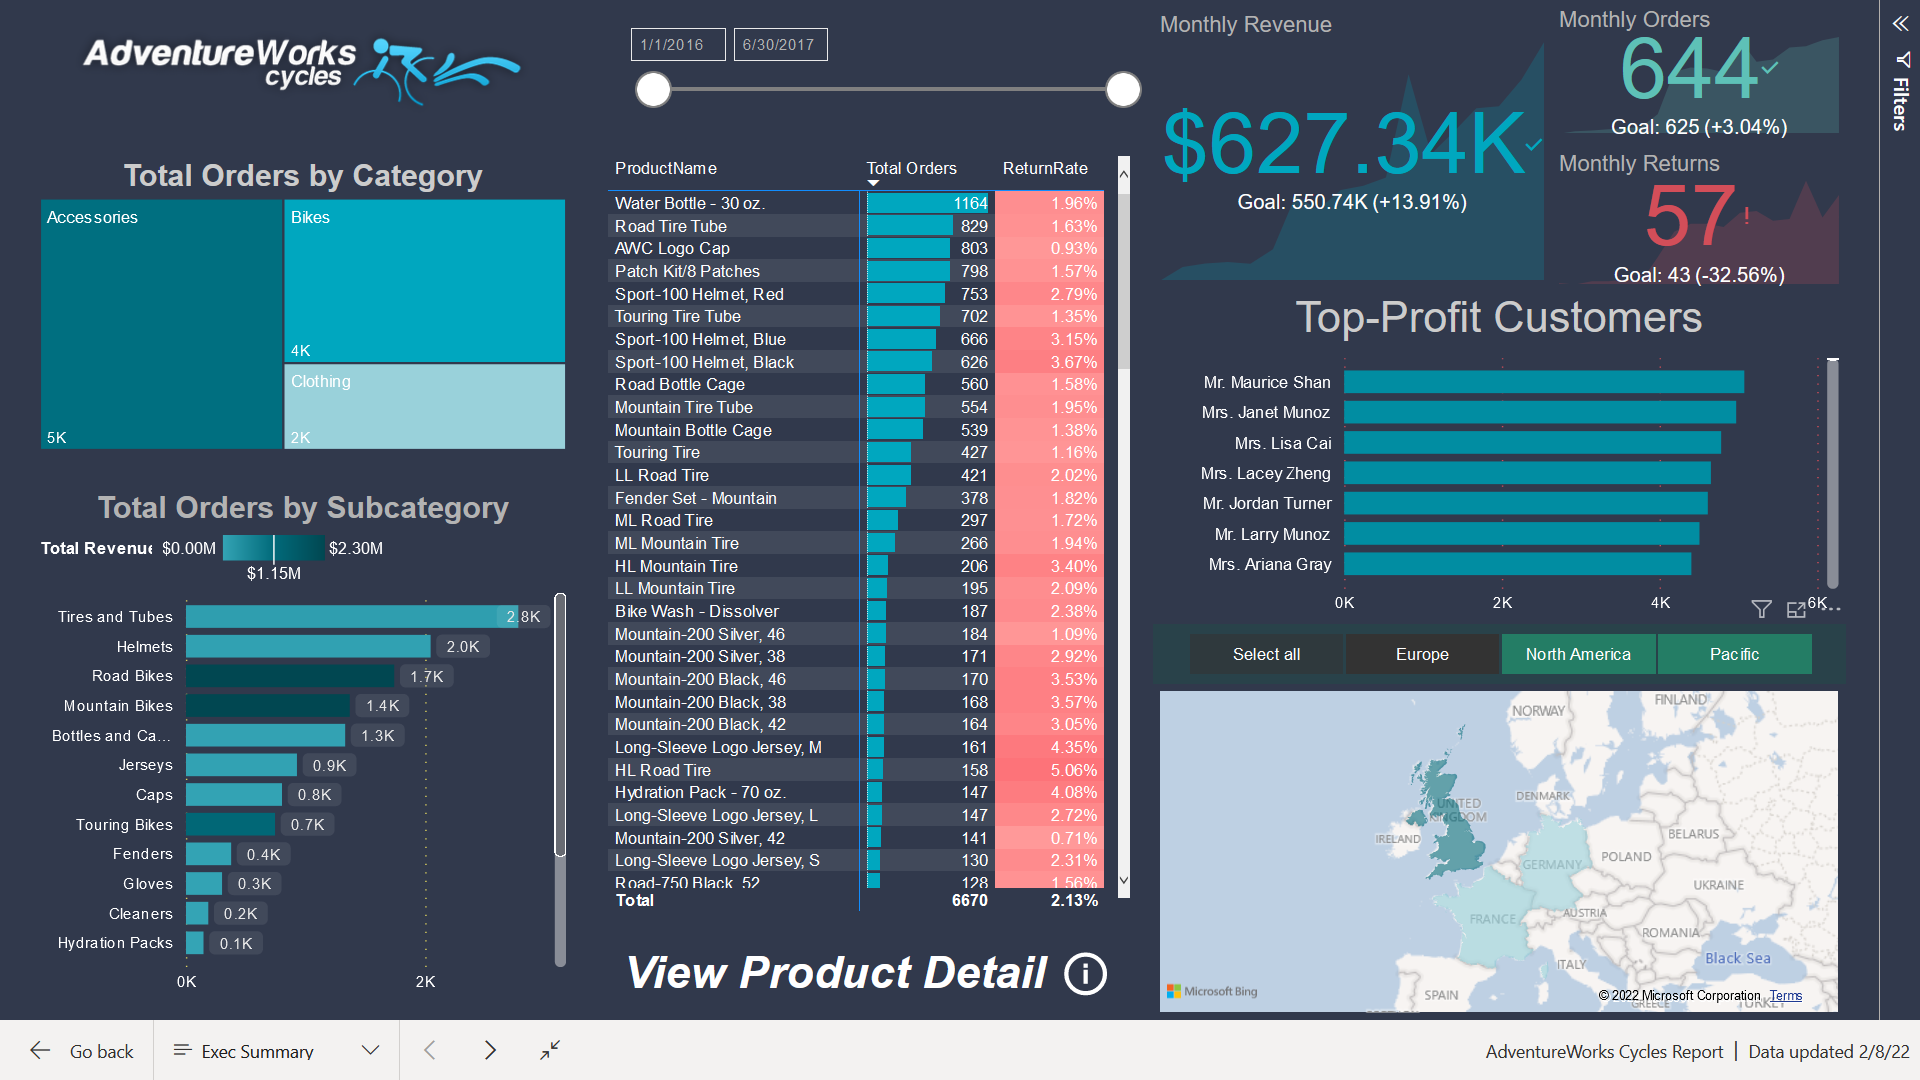 AdventureWorks
cycles
1/1/2016
6/30/2017
Monthly Revenue
$627.34K
Goal: 550.74K (+13.91%)
Monthly Orders
644
Goal: 625 (+3.04%)
Monthly Returns
57!
Goal: 43 (-32.56%)
Filters
Total Orders by Category
Accessories
5K
Bikes
4K
Clothing
2K
Total Orders by Subcategory
Total Revenue $0.00M $2.30M
$1.15M
Tires and Tubes 2.8K
Helmets 2.0K
Road Bikes 1.7K
Mountain Bikes 1.4K
Bottles and Ca... 1.3K
Jerseys 0.9K
Caps 0.8K
Touring Bikes 0.7K
Fenders 0.4K
Gloves 0.3K
Cleaners 0.2K
Hydration Packs 0.1K
0K 2K
ProductName Total Orders ReturnRate
Water Bottle - 30 oz. 1164 1.96%
Road Tire Tube 829 1.63%
AWC Logo Cap 803 0.93%
Patch Kit/8 Patches 798 1.57%
Sport-100 Helmet, Red 753 2.79%
Touring Tire Tube 702 1.35%
Sport-100 Helmet, Blue 666 3.15%
Sport-100 Helmet, Black 626 3.67%
Road Bottle Cage 560 1.58%
Mountain Tire Tube 554 1.95%
Mountain Bottle Cage 539 1.38%
Touring Tire 427 1.16%
LL Road Tire 421 2.02%
Fender Set - Mountain 378 1.82%
ML Road Tire 297 1.72%
ML Mountain Tire 266 1.94%
HL Mountain Tire 206 3.40%
LL Mountain Tire 195 2.09%
Bike Wash - Dissolver 187 2.38%
Mountain-200 Silver, 46 184 1.09%
Mountain-200 Silver, 38 171 2.92%
Mountain-200 Black, 46 170 3.53%
Mountain-200 Black, 38 168 3.57%
Mountain-200 Black, 42 164 3.05%
Long-Sleeve Logo Jersey, M 161 4.35%
HL Road Tire 158 5.06%
Hydration Pack - 70 oz. 147 4.08%
Long-Sleeve Logo Jersey, L 147 2.72%
Mountain-200 Silver, 42 141 0.71%
Long-Sleeve Logo Jersey, S 130 2.31%
Road-750 Black, 52 128 1.56%
Total 6670 2.13%
View Product Detail i
Top-Profit Customers
Mr. Maurice Shan
Mrs. Janet Munoz
Mrs. Lisa Cai
Mrs. Lacey Zheng
Mr. Jordan Turner
Mr. Larry Munoz
Mrs. Ariana Gray
0K 2K 4K 6K
Select all Europe North America Pacific
NORWAY
FINLAND
DENMARK
UNITED
KINGDOM
IRELAND
BELARUS
POLAND
GERMANY
UKRAINE
FRANCE
AUSTRIA
ROMANIA
ITALY
Black Sea
SPAIN
GREECE
TURKEY
Microsoft Bing
© 2022 Microsoft Corporation Terms
Go back
Exec Summary
AdventureWorks Cycles Report | Data updated 2/8/22